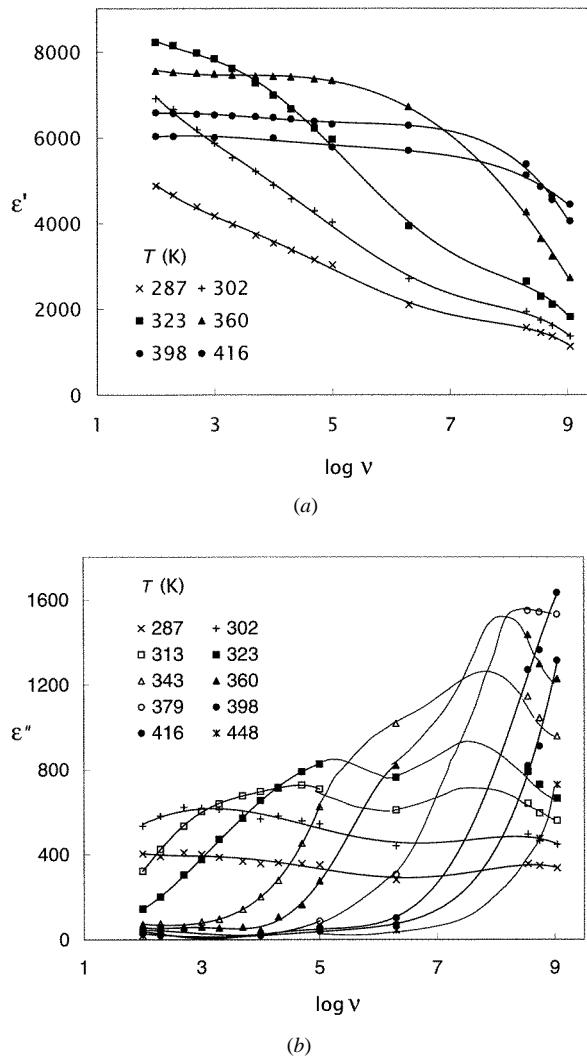 8000
6000
4000
2000
0
ε'
T (K)
× 287 + 302
■ 323 ▲ 360
● 398 ● 416
1 3 5 7 9
log ν
(a)
1600
1200
800
400
0
ε"
T (K)
× 287 + 302
□ 313 ■ 323
△ 343 ▲ 360
○ 379 ● 398
● 416 ✳ 448
1 3 5 7 9
log ν
(b)